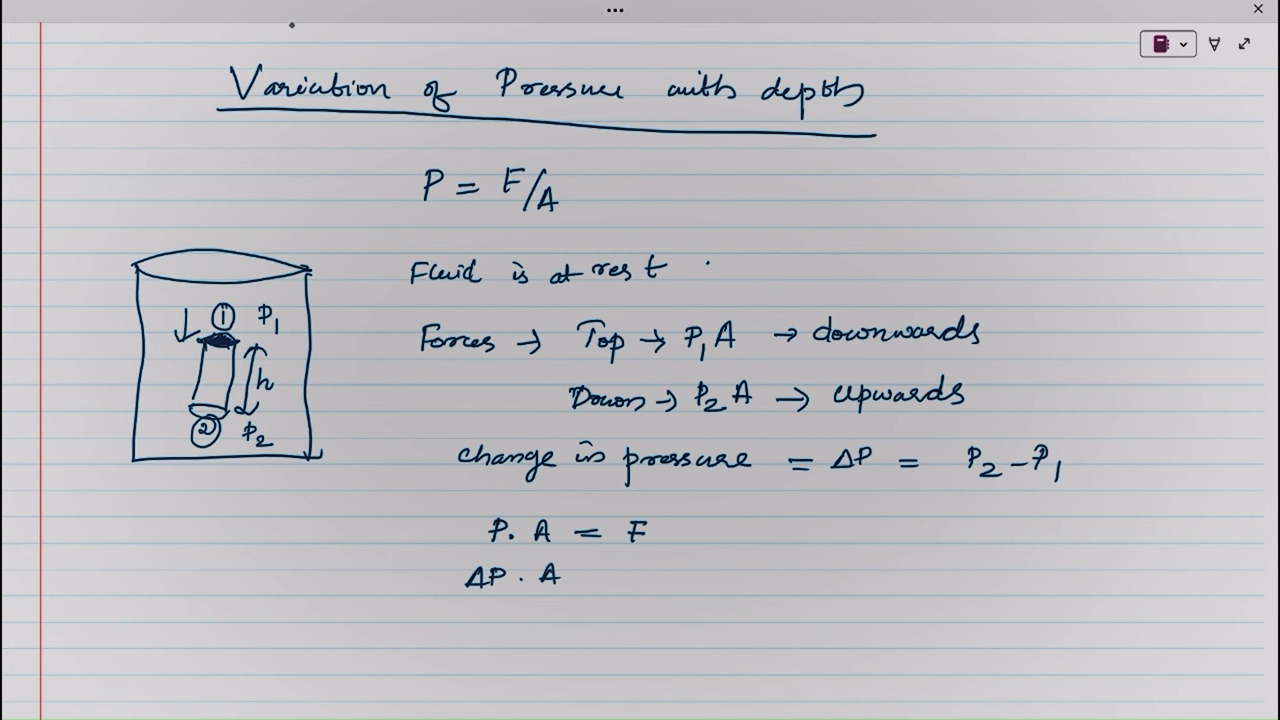 Variation of Pressure with depth
P = F/A
Fluid is at rest .
① P₁
h
② P₂
Forces → Top → P₁A → downwards
Down → P₂A → upwards
change in pressure = ΔP = P₂ - P₁
P. A = F
ΔP . A